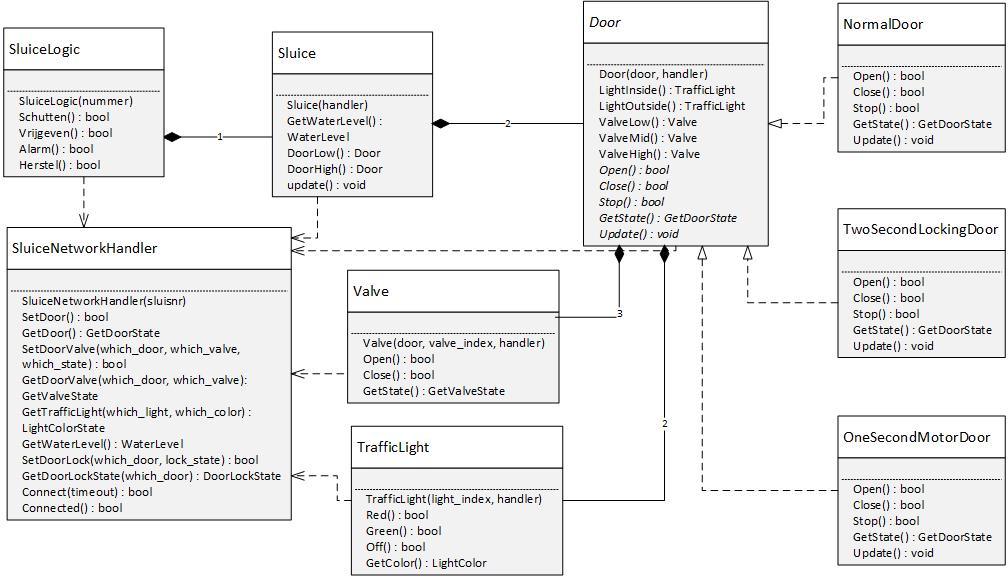 SluiceLogic
SluiceLogic(nummer)
Schutten() : bool
Vrijgeven() : bool
Alarm() : bool
Herstel() : bool
1
Sluice
Sluice(handler)
GetWaterLevel() :
WaterLevel
DoorLow() : Door
DoorHigh() : Door
update() : void
2
Door
Door(door, handler)
LightInside() : TrafficLight
LightOutside() : TrafficLight
ValveLow() : Valve
ValveMid() : Valve
ValveHigh() : Valve
Open() : bool
Close() : bool
Stop() : bool
GetState() : GetDoorState
Update() : void
NormalDoor
Open() : bool
Close() : bool
Stop() : bool
GetState() : GetDoorState
Update() : void
SluiceNetworkHandler
SluiceNetworkHandler(sluisnr)
SetDoor() : bool
GetDoor() : GetDoorState
SetDoorValve(which_door, which_valve,
which_state) : bool
GetDoorValve(which_door, which_valve):
GetValveState
GetTrafficLight(which_light, which_color) :
LightColorState
GetWaterLevel() : WaterLevel
SetDoorLock(which_door, lock_state) : bool
GetDoorLockState(which_door) : DoorLockState
Connect(timeout) : bool
Connected() : bool
Valve
Valve(door, valve_index, handler)
Open() : bool
Close() : bool
GetState() : GetValveState
3
TwoSecondLockingDoor
Open() : bool
Close() : bool
Stop() : bool
GetState() : GetDoorState
Update() : void
TrafficLight
TrafficLight(light_index, handler)
Red() : bool
Green() : bool
Off() : bool
GetColor() : LightColor
2
OneSecondMotorDoor
Open() : bool
Close() : bool
Stop() : bool
GetState() : GetDoorState
Update() : void